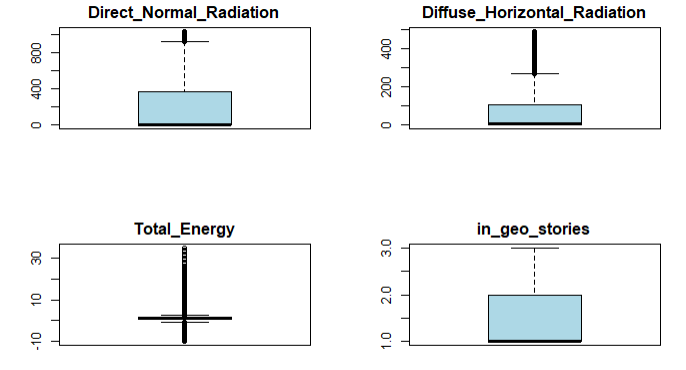 Direct_Normal_Radiation
0 400 800
Diffuse_Horizontal_Radiation
0 200 400
Total_Energy
-10 10 30
in_geo_stories
1.0 2.0 3.0